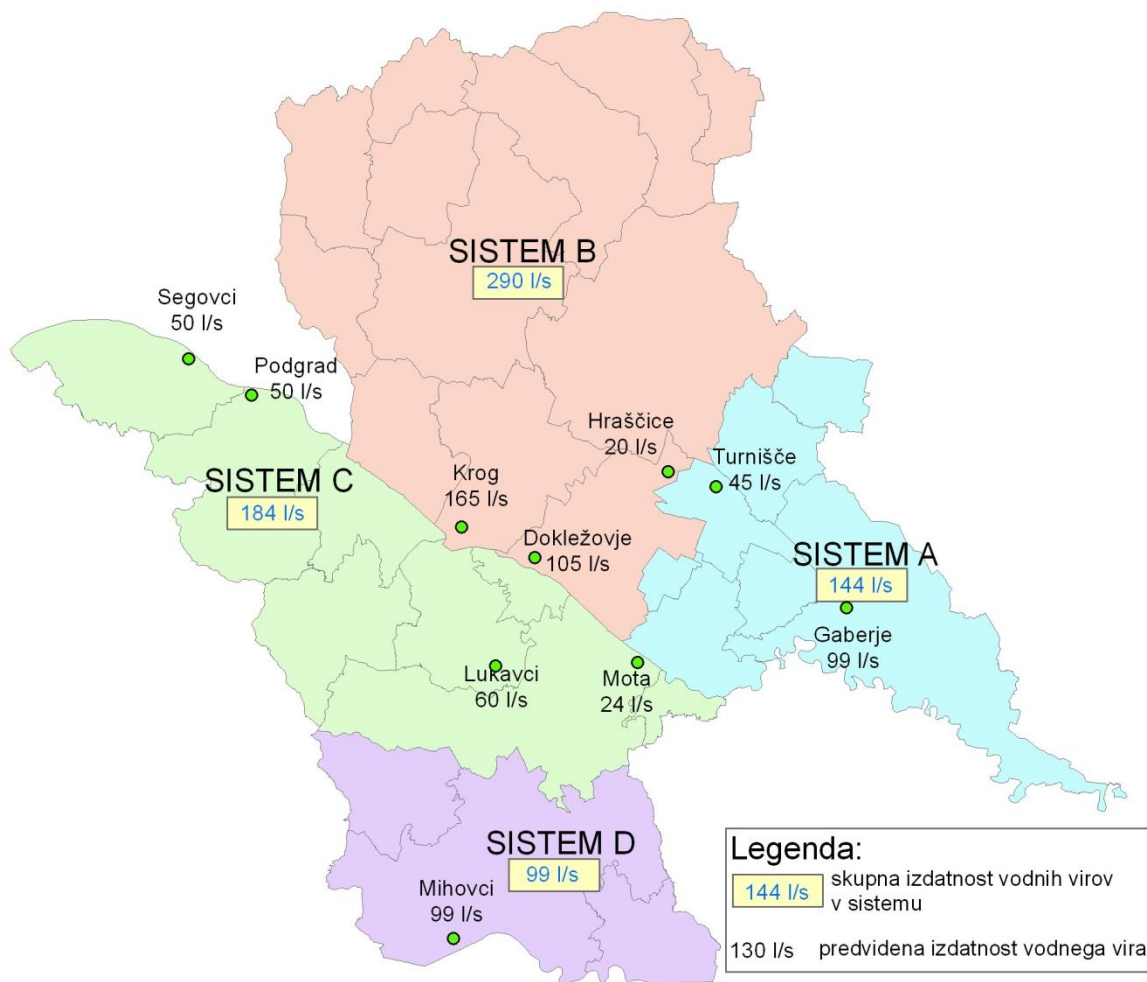 SISTEM B
290 l/s
Segovci
50 l/s
Podgrad
50 l/s
Hraščice
20 l/s
Turnišče
45 l/s
Krog
165 l/s
SISTEM C
184 l/s
Dokležovje
105 l/s
SISTEM A
144 l/s
Gaberje
99 l/s
Lukavci
60 l/s
Mota
24 l/s
SISTEM D
99 l/s
Mihovci
99 l/s
Legenda:
144 l/s skupna izdatnost vodnih virov
v sistemu
130 l/s predvidena izdatnost vodnega vira